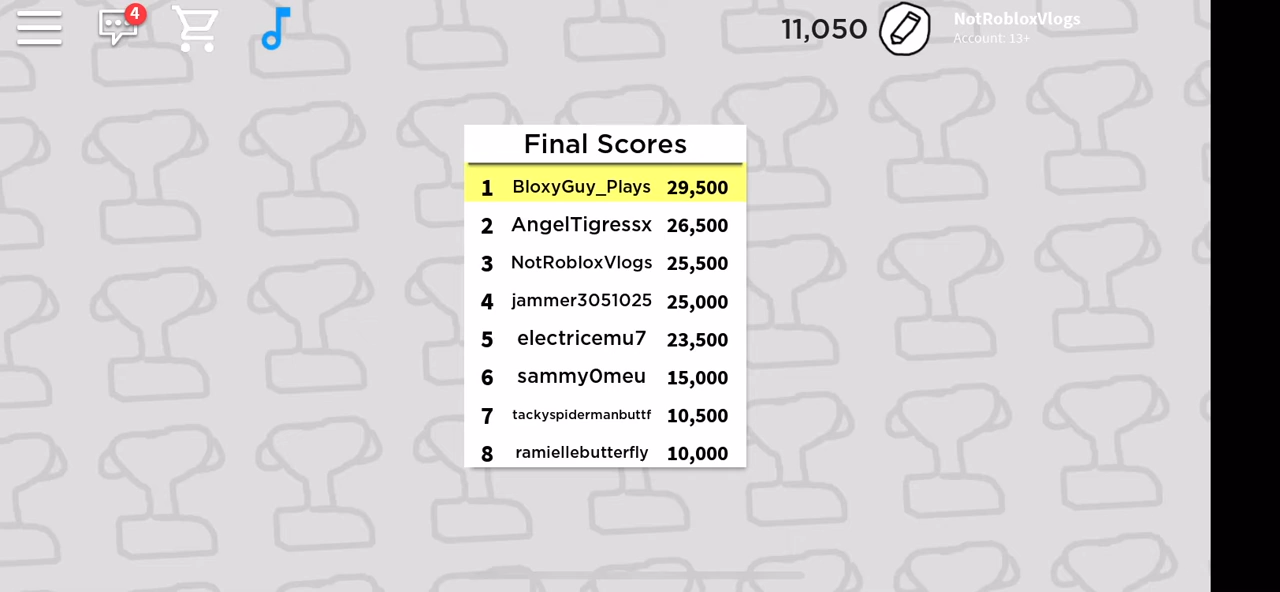 4
11,050
NotRobloxVlogs
Account: 13+
Final Scores
1 BloxyGuy_Plays 29,500
2 AngelTigressx 26,500
3 NotRobloxVlogs 25,500
4 jammer3051025 25,000
5 electricemu7 23,500
6 sammy0meu 15,000
7 tackyspidermanbuttf 10,500
8 ramiellebutterfly 10,000